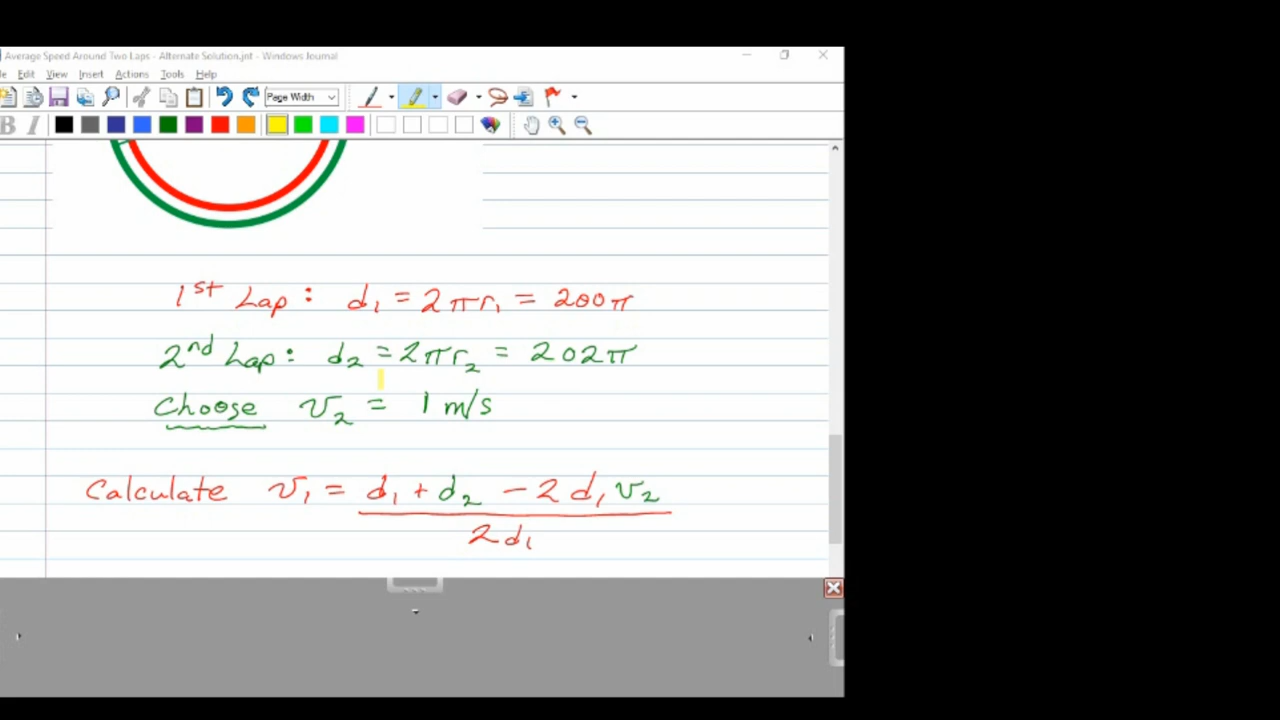 Average Speed Around Two Laps - Alternate Solution.jnt - Windows Journal
Edit View Insert Actions Tools Help
Page Width
B I
1st Lap : d₁ = 2πr₁ = 200π
2nd Lap : d₂ = 2πr₂ = 202π
Choose v₂ = 1 m/s
Calculate v₁ = d₁ + d₂ - 2d₁v₂
2d₁